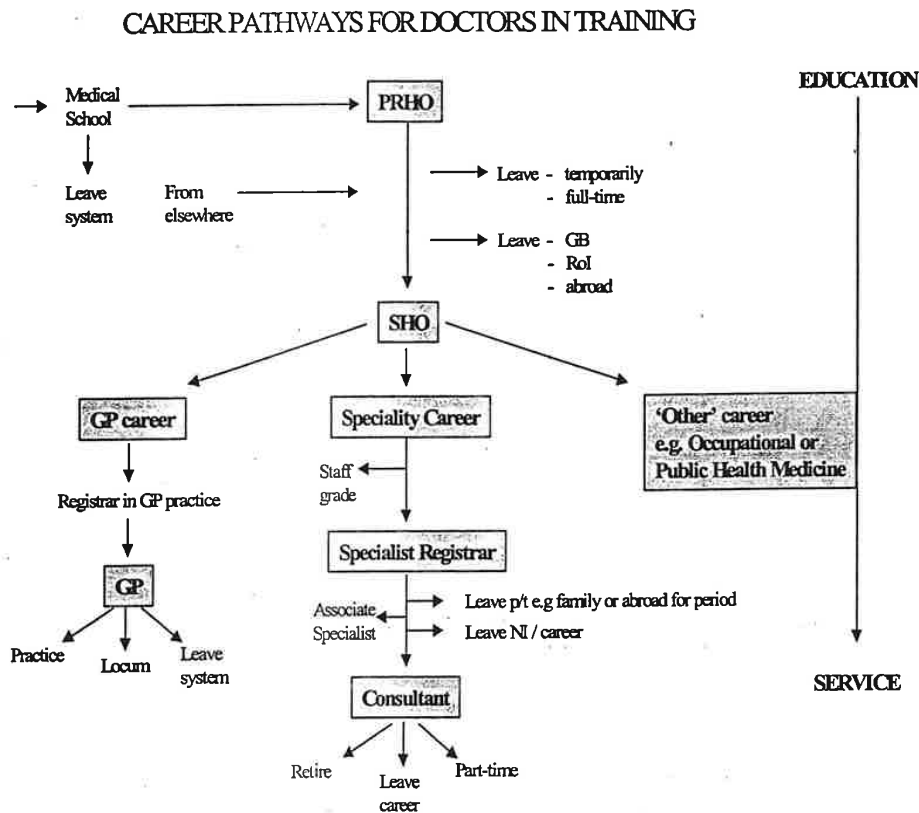 CAREER PATHWAYS FOR DOCTORS IN TRAINING
EDUCATION
Medical
School
PRHO
Leave
system
From
elsewhere
Leave - temporarily
- full-time
Leave - GB
- RoI
- abroad
SHO
GP career
Speciality Career
'Other' career
e.g. Occupational or
Public Health Medicine
Staff
grade
Registrar in GP practice
Specialist Registrar
GP
Leave p/t e.g family or abroad for period
Associate
Specialist
Leave NI / career
Practice
Locum
Leave
system
Consultant
SERVICE
Retire
Leave
career
Part-time